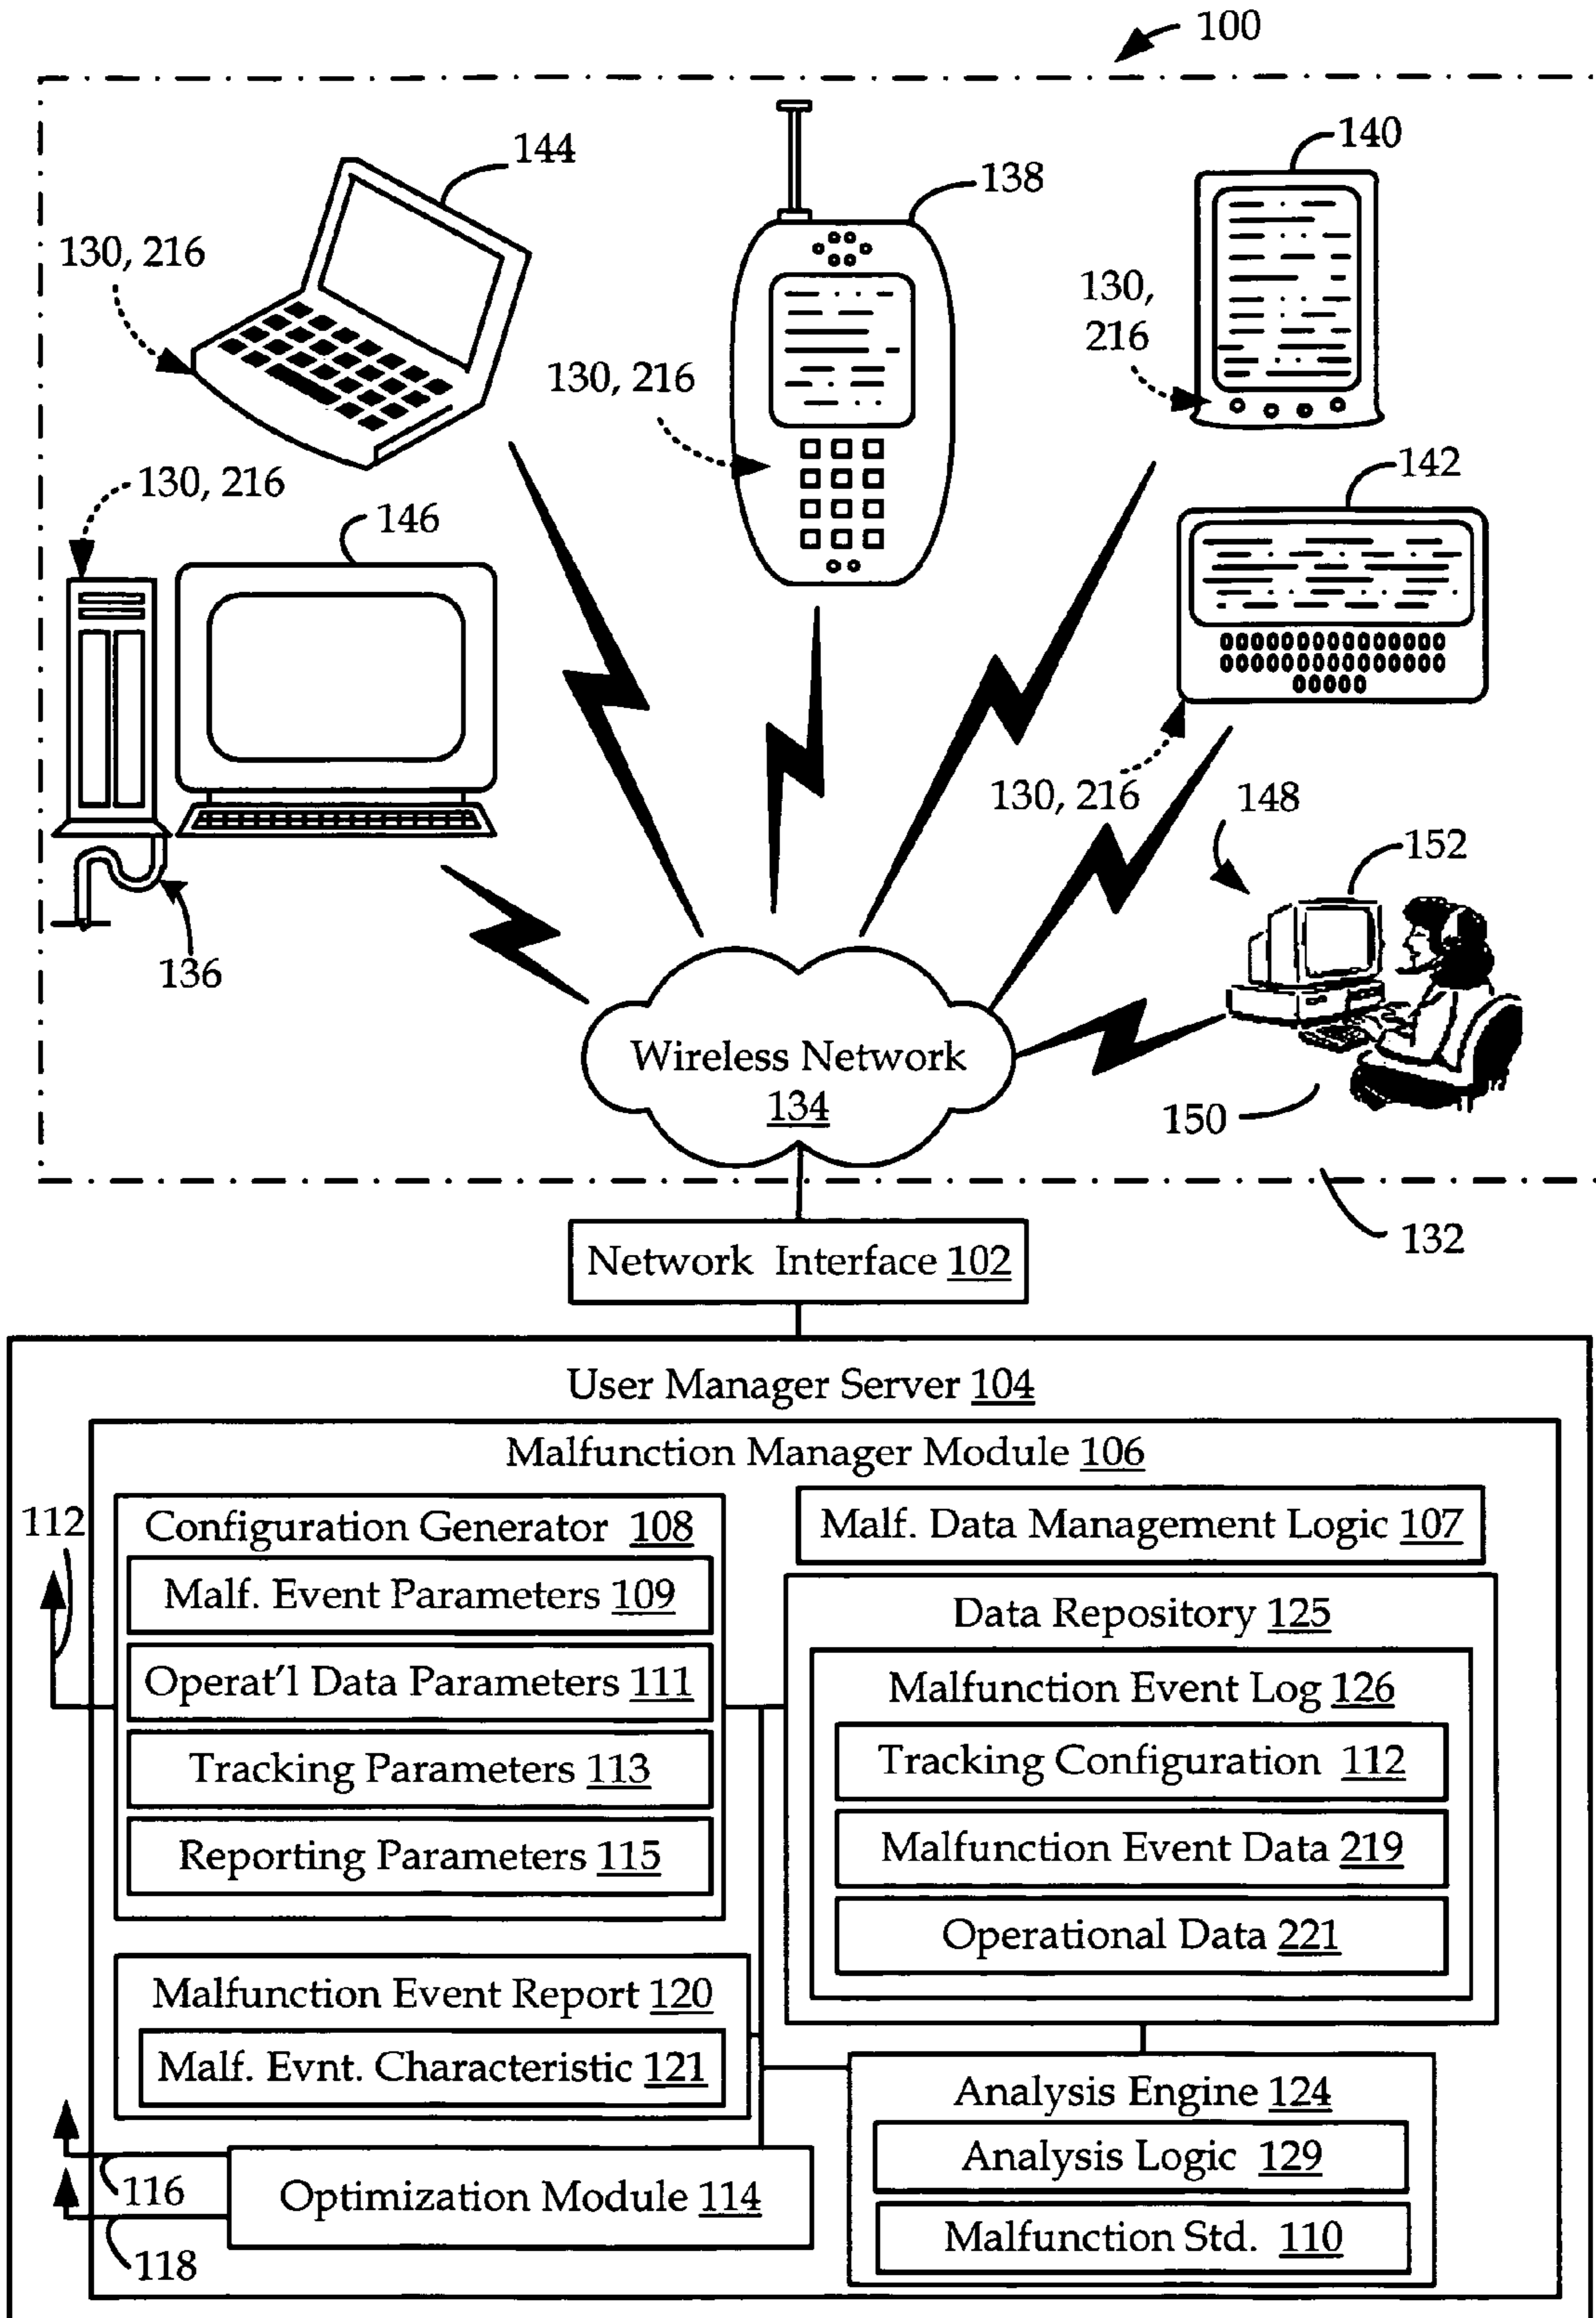 100
144
138
140
130, 216
130, 216
130,
216
130, 216
146
142
130, 216
148
152
136
Wireless Network
134
150
132
Network Interface 102
User Manager Server 104
Malfunction Manager Module 106
112
Configuration Generator 108
Malf. Event Parameters 109
Operat'l Data Parameters 111
Tracking Parameters 113
Reporting Parameters 115
Malf. Data Management Logic 107
Data Repository 125
Malfunction Event Log 126
Tracking Configuration 112
Malfunction Event Data 219
Operational Data 221
Malfunction Event Report 120
Malf. Evnt. Characteristic 121
Analysis Engine 124
Analysis Logic 129
Malfunction Std. 110
116
Optimization Module 114
118